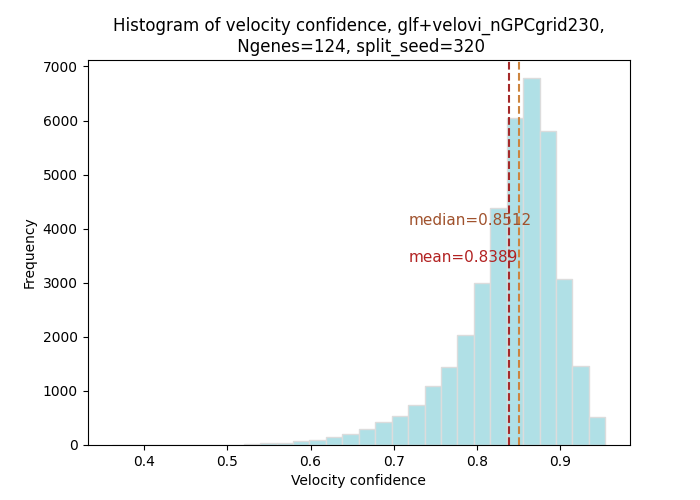 Histogram of velocity confidence, glf+velovi_nGPCgrid230,
Ngenes=124, split_seed=320
7000
6000
5000
4000
3000
2000
1000
0
Frequency
median=0.8512
mean=0.8389
0.4 0.5 0.6 0.7 0.8 0.9
Velocity confidence